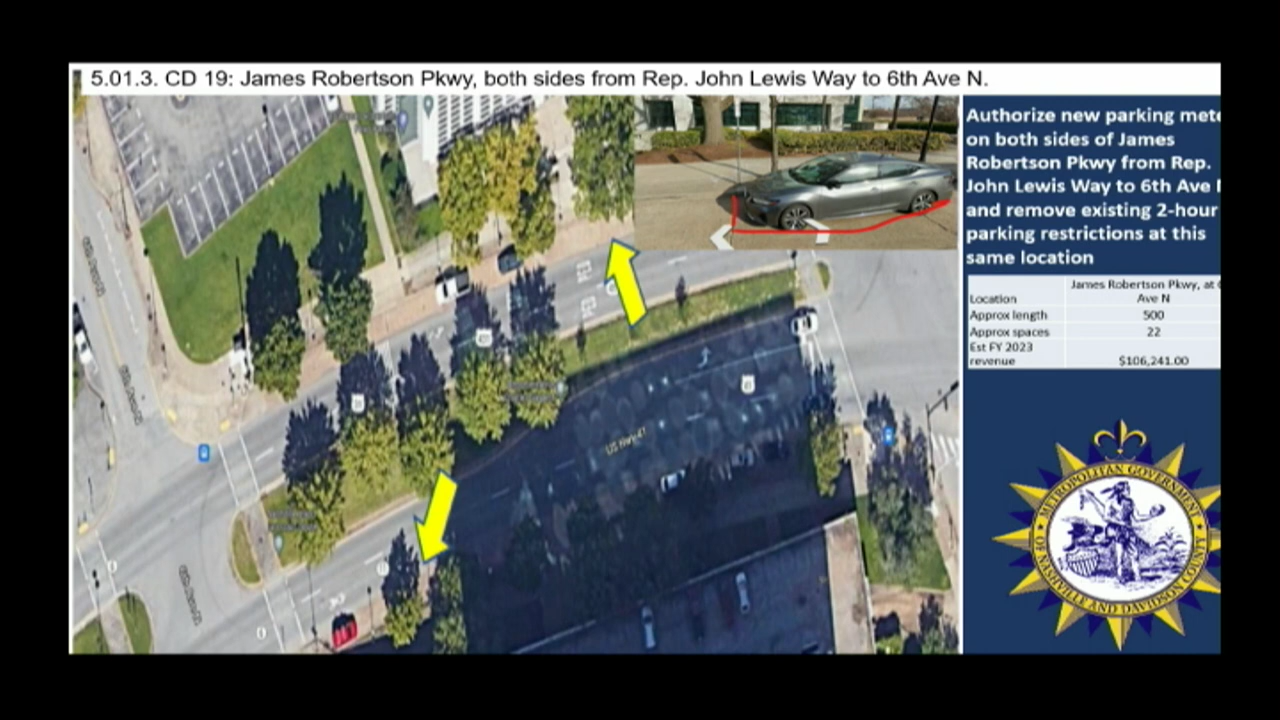 5.01.3. CD 19: James Robertson Pkwy, both sides from Rep. John Lewis Way to 6th Ave N.
Authorize new parking mete
on both sides of James
Robertson Pkwy from Rep.
John Lewis Way to 6th Ave
and remove existing 2-hour
parking restrictions at this
same location
Location James Robertson Pkwy, at
Ave N
Approx length 500
Approx spaces 22
Est FY 2023
revenue $106,241.00
US Hwy 41
METROPOLITAN GOVERNMENT
OF NASHVILLE AND DAVIDSON COUNTY